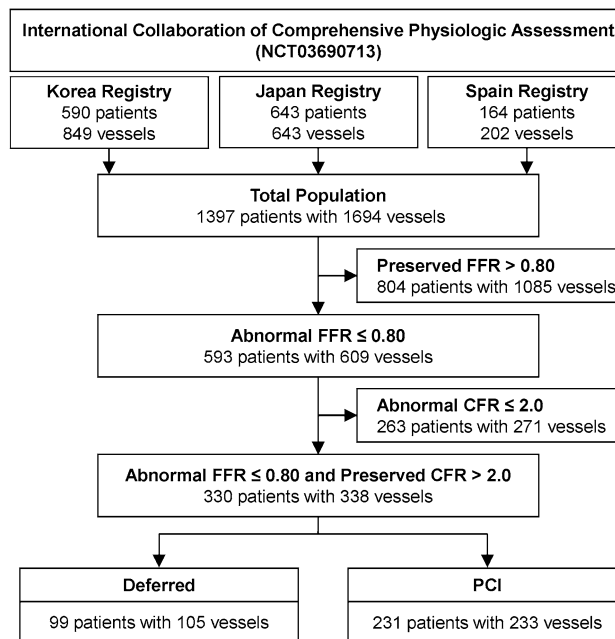 International Collaboration of Comprehensive Physiologic Assessment
(NCT03690713)
Korea Registry
590 patients
849 vessels
Japan Registry
643 patients
643 vessels
Spain Registry
164 patients
202 vessels
Total Population
1397 patients with 1694 vessels
Preserved FFR > 0.80
804 patients with 1085 vessels
Abnormal FFR ≤ 0.80
593 patients with 609 vessels
Abnormal CFR ≤ 2.0
263 patients with 271 vessels
Abnormal FFR ≤ 0.80 and Preserved CFR > 2.0
330 patients with 338 vessels
Deferred
99 patients with 105 vessels
PCI
231 patients with 233 vessels